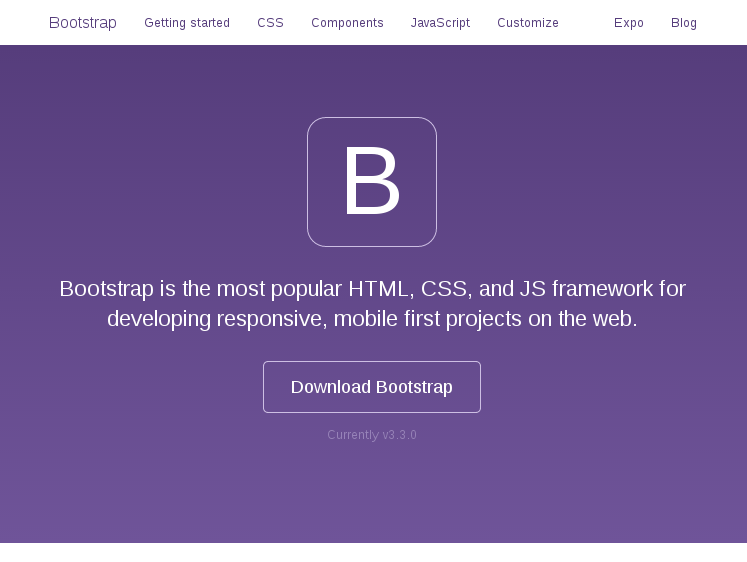 Bootstrap Getting started CSS Components JavaScript Customize Expo Blog
B
Bootstrap is the most popular HTML, CSS, and JS framework for
developing responsive, mobile first projects on the web.
Download Bootstrap
Currently v3.3.0